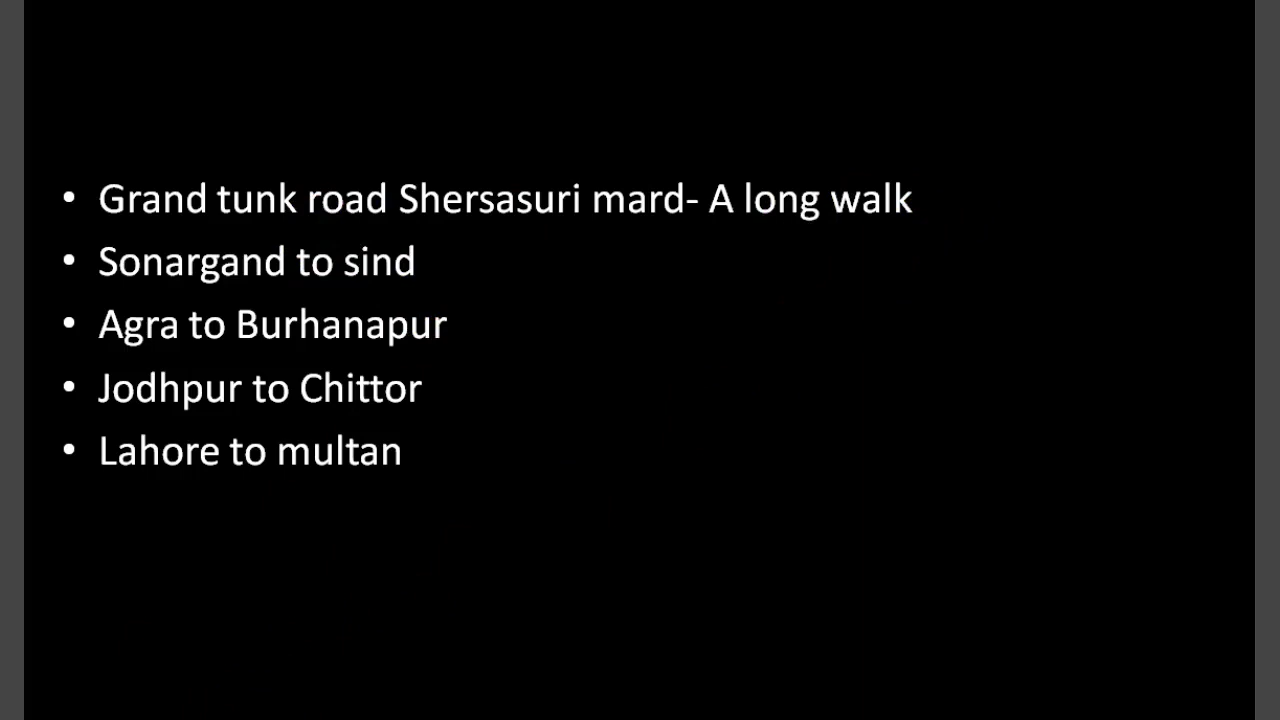 • Grand tunk road Shersasuri mard- A long walk
• Sonargand to sind
• Agra to Burhanapur
• Jodhpur to Chittor
• Lahore to multan